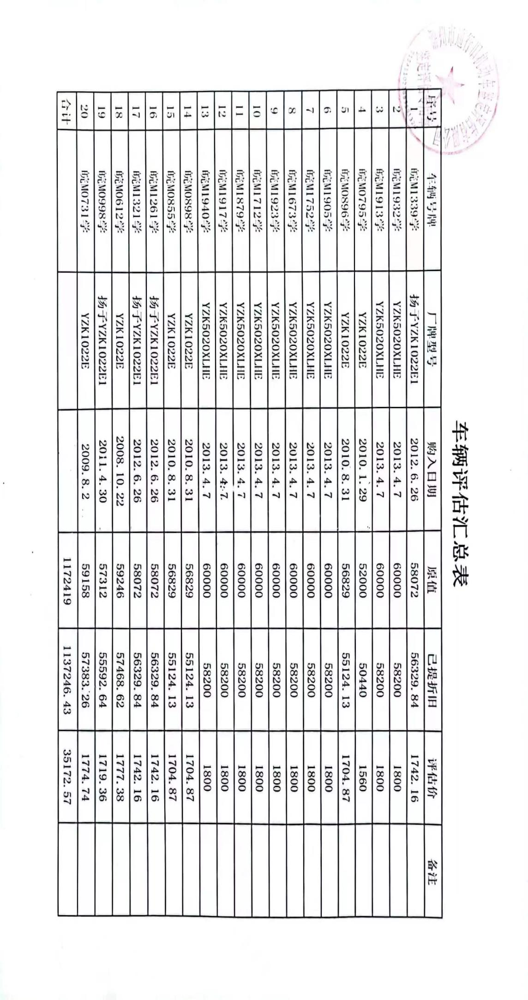 车辆评估汇总表
序号 车辆号牌 厂牌型号 购入日期 原值 已提折旧 评估价 备注
1 皖M1339学 扬子YZK1022E1 2012.6.26 58072 56329.84 1742.16
2 皖M1932学 YZK5020XLHE 2013.4.7 60000 58200 1800
3 皖M1913学 YZK5020XLHE 2013.4.7 60000 58200 1800
4 皖M0795学 YZK1022E 2010.1.29 52000 50440 1560
5 皖M0896学 YZK1022E 2010.8.31 56829 55124.13 1704.87
6 皖M1905学 YZK5020XLHE 2013.4.7 60000 58200 1800
7 皖M1752学 YZK5020XLHE 2013.4.7 60000 58200 1800
8 皖M1673学 YZK5020XLHE 2013.4.7 60000 58200 1800
9 皖M1923学 YZK5020XLHE 2013.4.7 60000 58200 1800
10 皖M1712学 YZK5020XLHE 2013.4.7 60000 58200 1800
11 皖M1879学 YZK5020XLHE 2013.4.7 60000 58200 1800
12 皖M1917学 YZK5020XLHE 2013.4.7 60000 58200 1800
13 皖M1940学 YZK5020XLHE 2013.4.7 60000 58200 1800
14 皖M0898学 YZK1022E 2010.8.31 56829 55124.13 1704.87
15 皖M0855学 YZK1022E 2010.8.31 56829 55124.13 1704.87
16 皖M1261学 扬子YZK1022E1 2012.6.26 58072 56329.84 1742.16
17 皖M1321学 扬子YZK1022E1 2012.6.26 58072 56329.84 1742.16
18 皖M0612学 YZK1022E 2008.10.22 59246 57468.62 1777.38
19 皖M0998学 扬子YZK1022E1 2011.4.30 57312 55592.64 1719.36
20 皖M0731学 YZK1022E 2009.8.2 59158 57383.26 1774.74
合计 1172419 1137246.43 35172.57
州市通行旧机动车鉴定评估有限公司
鉴定评估专用章